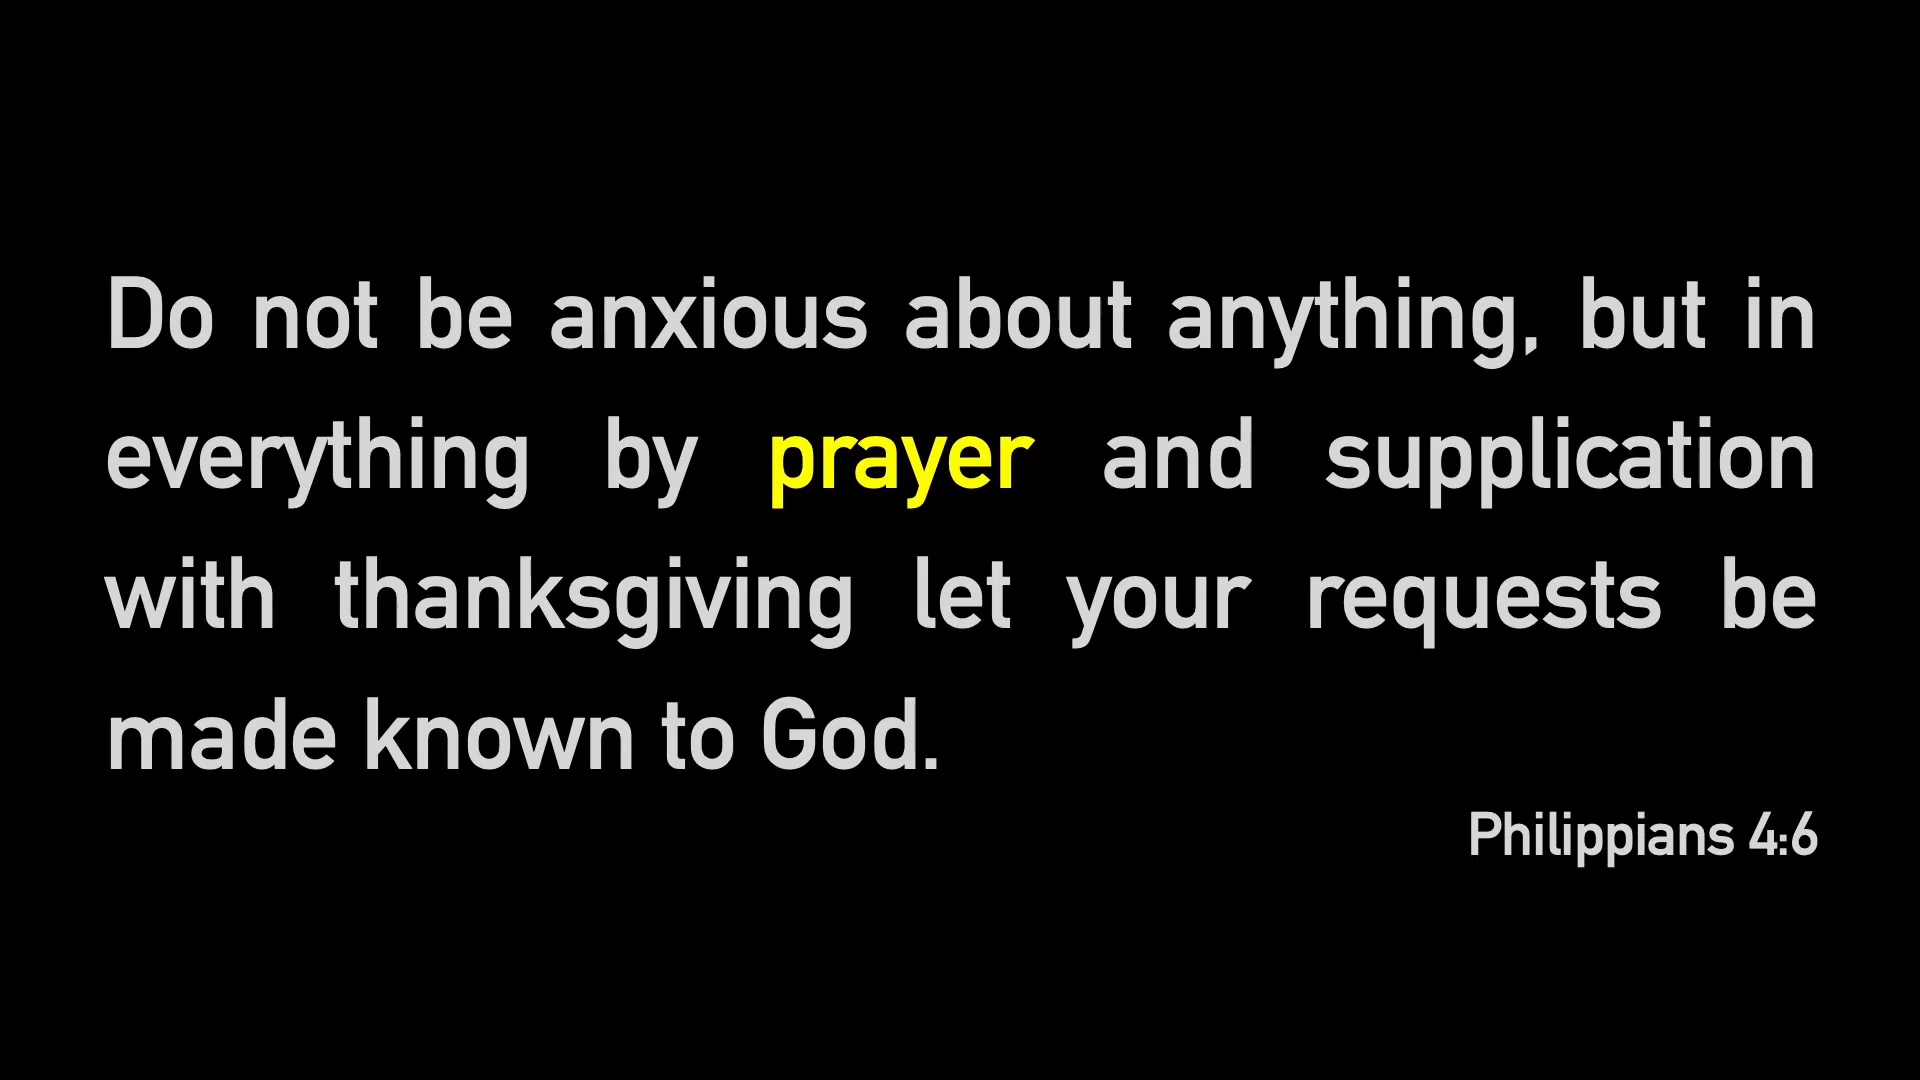 Do not be anxious about anything, but in
everything by prayer and supplication
with thanksgiving let your requests be
made known to God.
Philippians 4:6